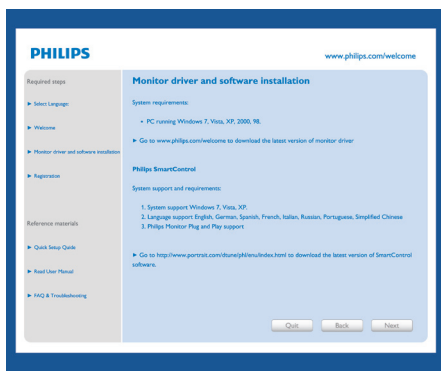 PHILIPS
www.philips.com/welcome
Required steps
▶ Select Language:
▶ Welcome
▶ Monitor driver and software installation
▶ Registration
Reference materials
▶ Quick Setup Quide
▶ Read User Manual
▶ FAQ & Troubleshooting
Monitor driver and software installation
System requirements:
• PC running Windows 7, Vista, XP, 2000, 98,
▶ Go to www.philips.com/welcome to download the latest version of monitor driver
Philips SmartControl
System support and requirements:
1. System support Windows 7, Vista, XP.
2. Language support English, German, Spanish, French, Italian, Russian, Portuguese, Simplified Chinese
3. Philips Monitor Plug and Play support
▶ Go to http://www.portrait.com/dtune/phl/enu/index.html to download the latest version of SmartControl
software.
Quit
Back
Next